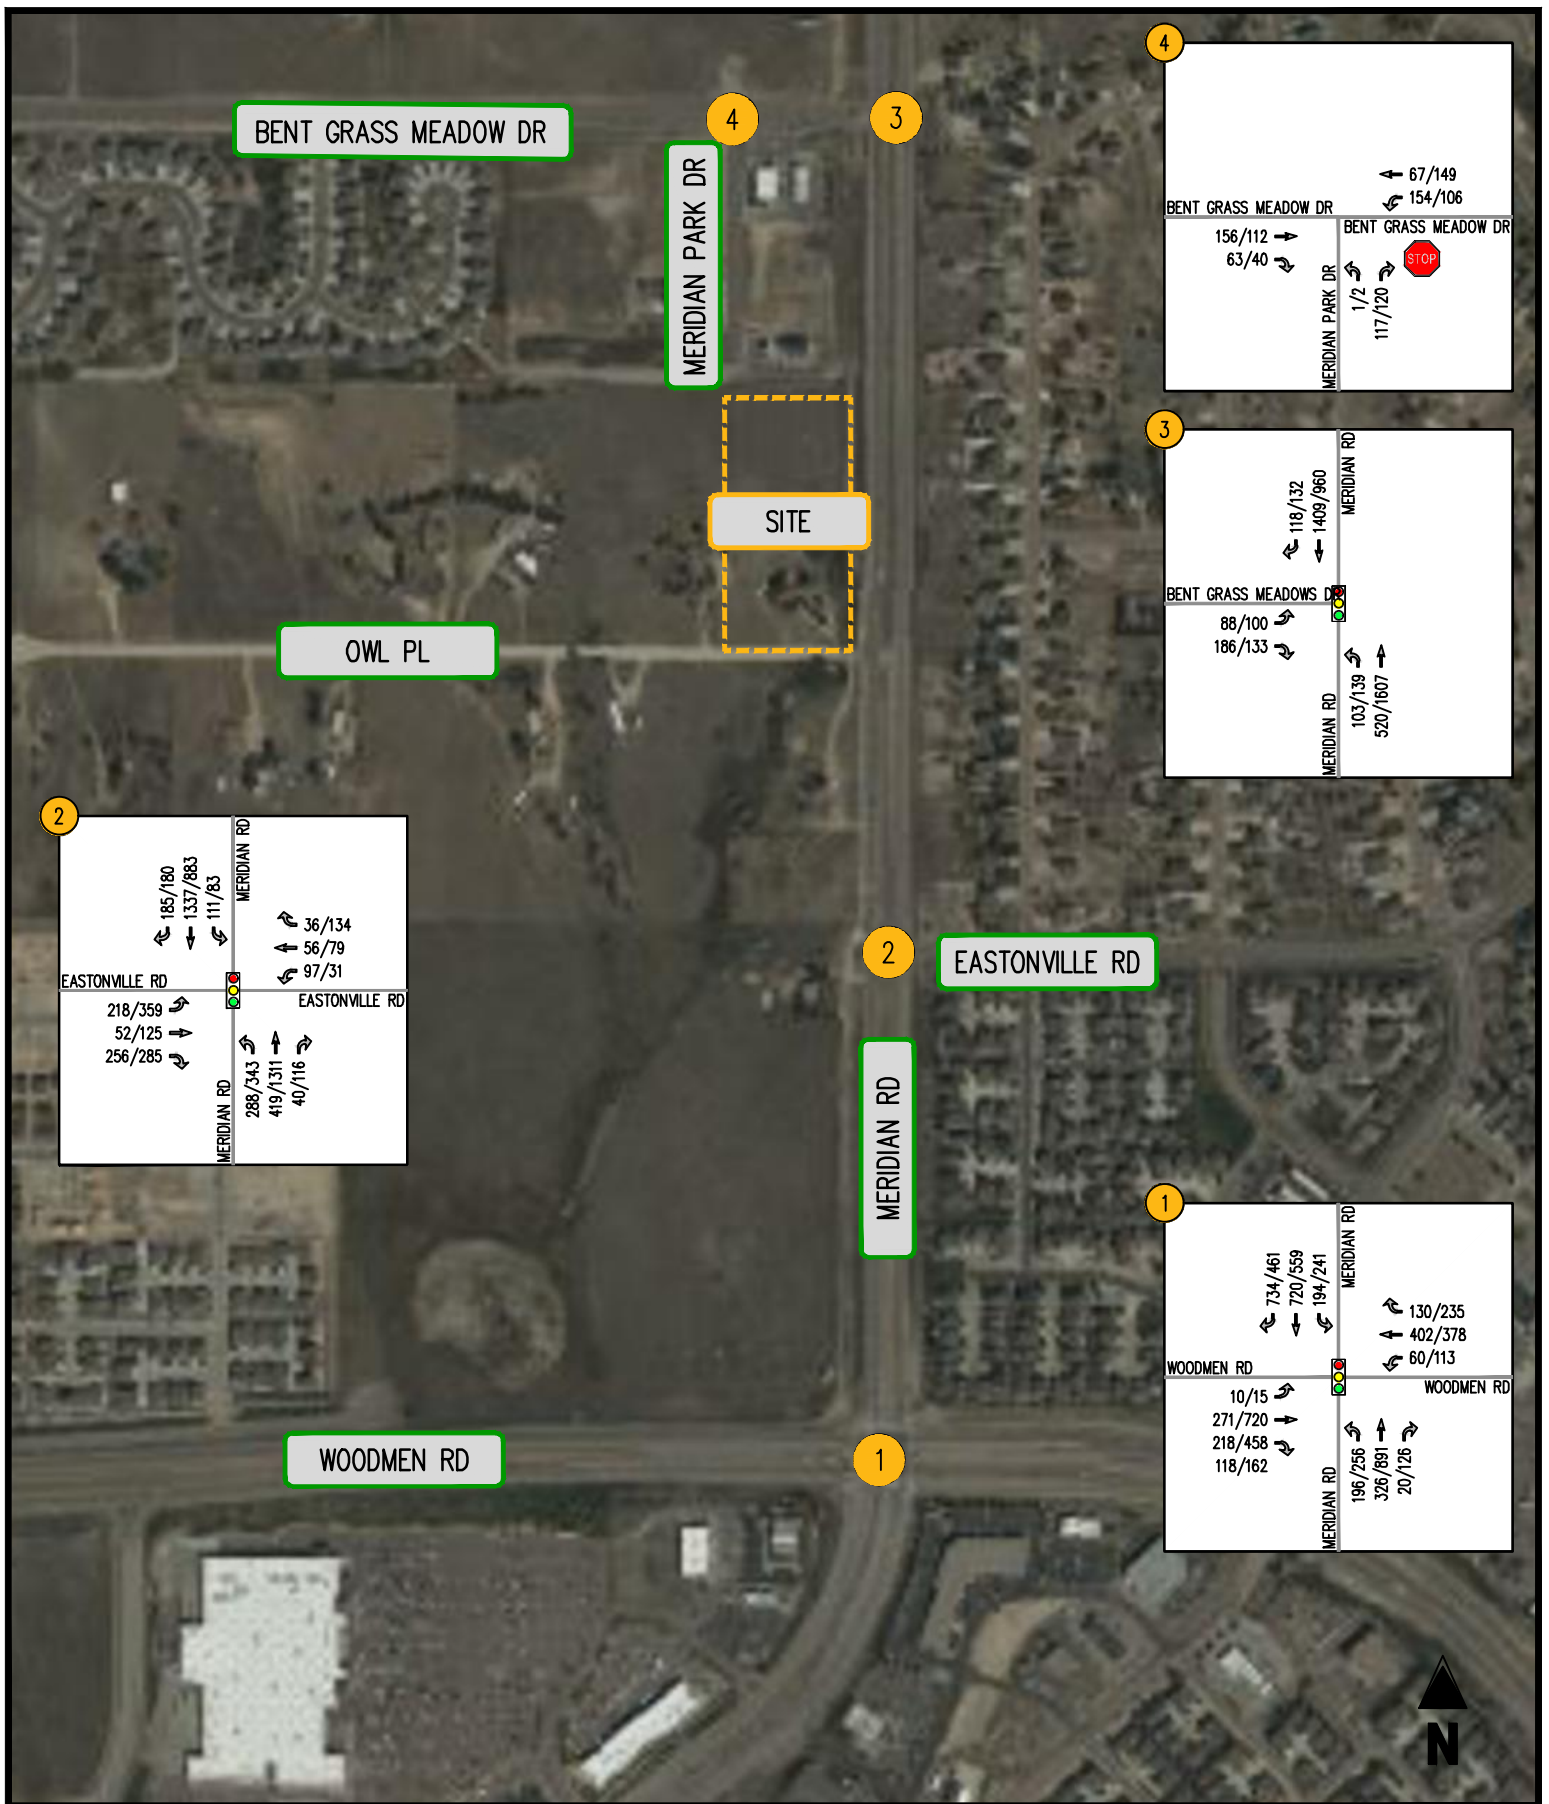 4
BENT GRASS MEADOW DR
4
3
MERIDIAN PARK DR
67/149
154/106
BENT GRASS MEADOW DR
BENT GRASS MEADOW DR
156/112
63/40
STOP
MERIDIAN PARK DR
1/2
117/120
3
MERIDIAN RD
118/132
1409/960
BENT GRASS MEADOWS DR
88/100
186/133
MERIDIAN RD
103/139
520/1607
SITE
OWL PL
2
MERIDIAN RD
185/180
1337/883
111/83
36/134
56/79
97/31
EASTONVILLE RD
EASTONVILLE RD
218/359
52/125
256/285
MERIDIAN RD
288/343
419/1311
40/116
2
EASTONVILLE RD
MERIDIAN RD
1
MERIDIAN RD
734/461
720/559
194/241
130/235
402/378
60/113
WOODMEN RD
WOODMEN RD
10/15
271/720
218/458
118/162
MERIDIAN RD
196/256
326/891
20/126
WOODMEN RD
1
N